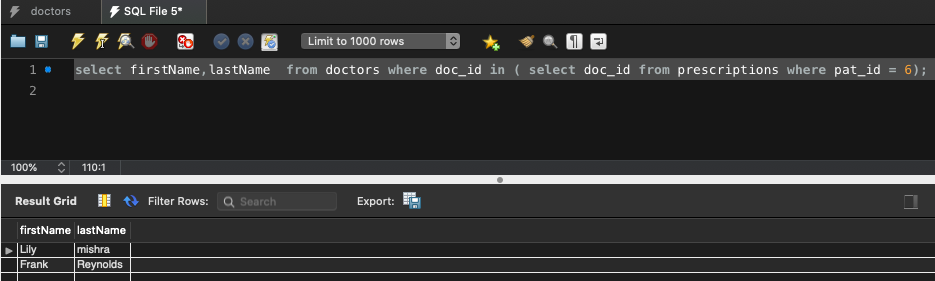 doctors SQL File 5*
Limit to 1000 rows
1 select firstName,lastName  from doctors where doc_id in ( select doc_id from prescriptions where pat_id = 6);
2
100% 110:1
Result Grid Filter Rows: Search Export:
firstName lastName
Lily mishra
Frank Reynolds